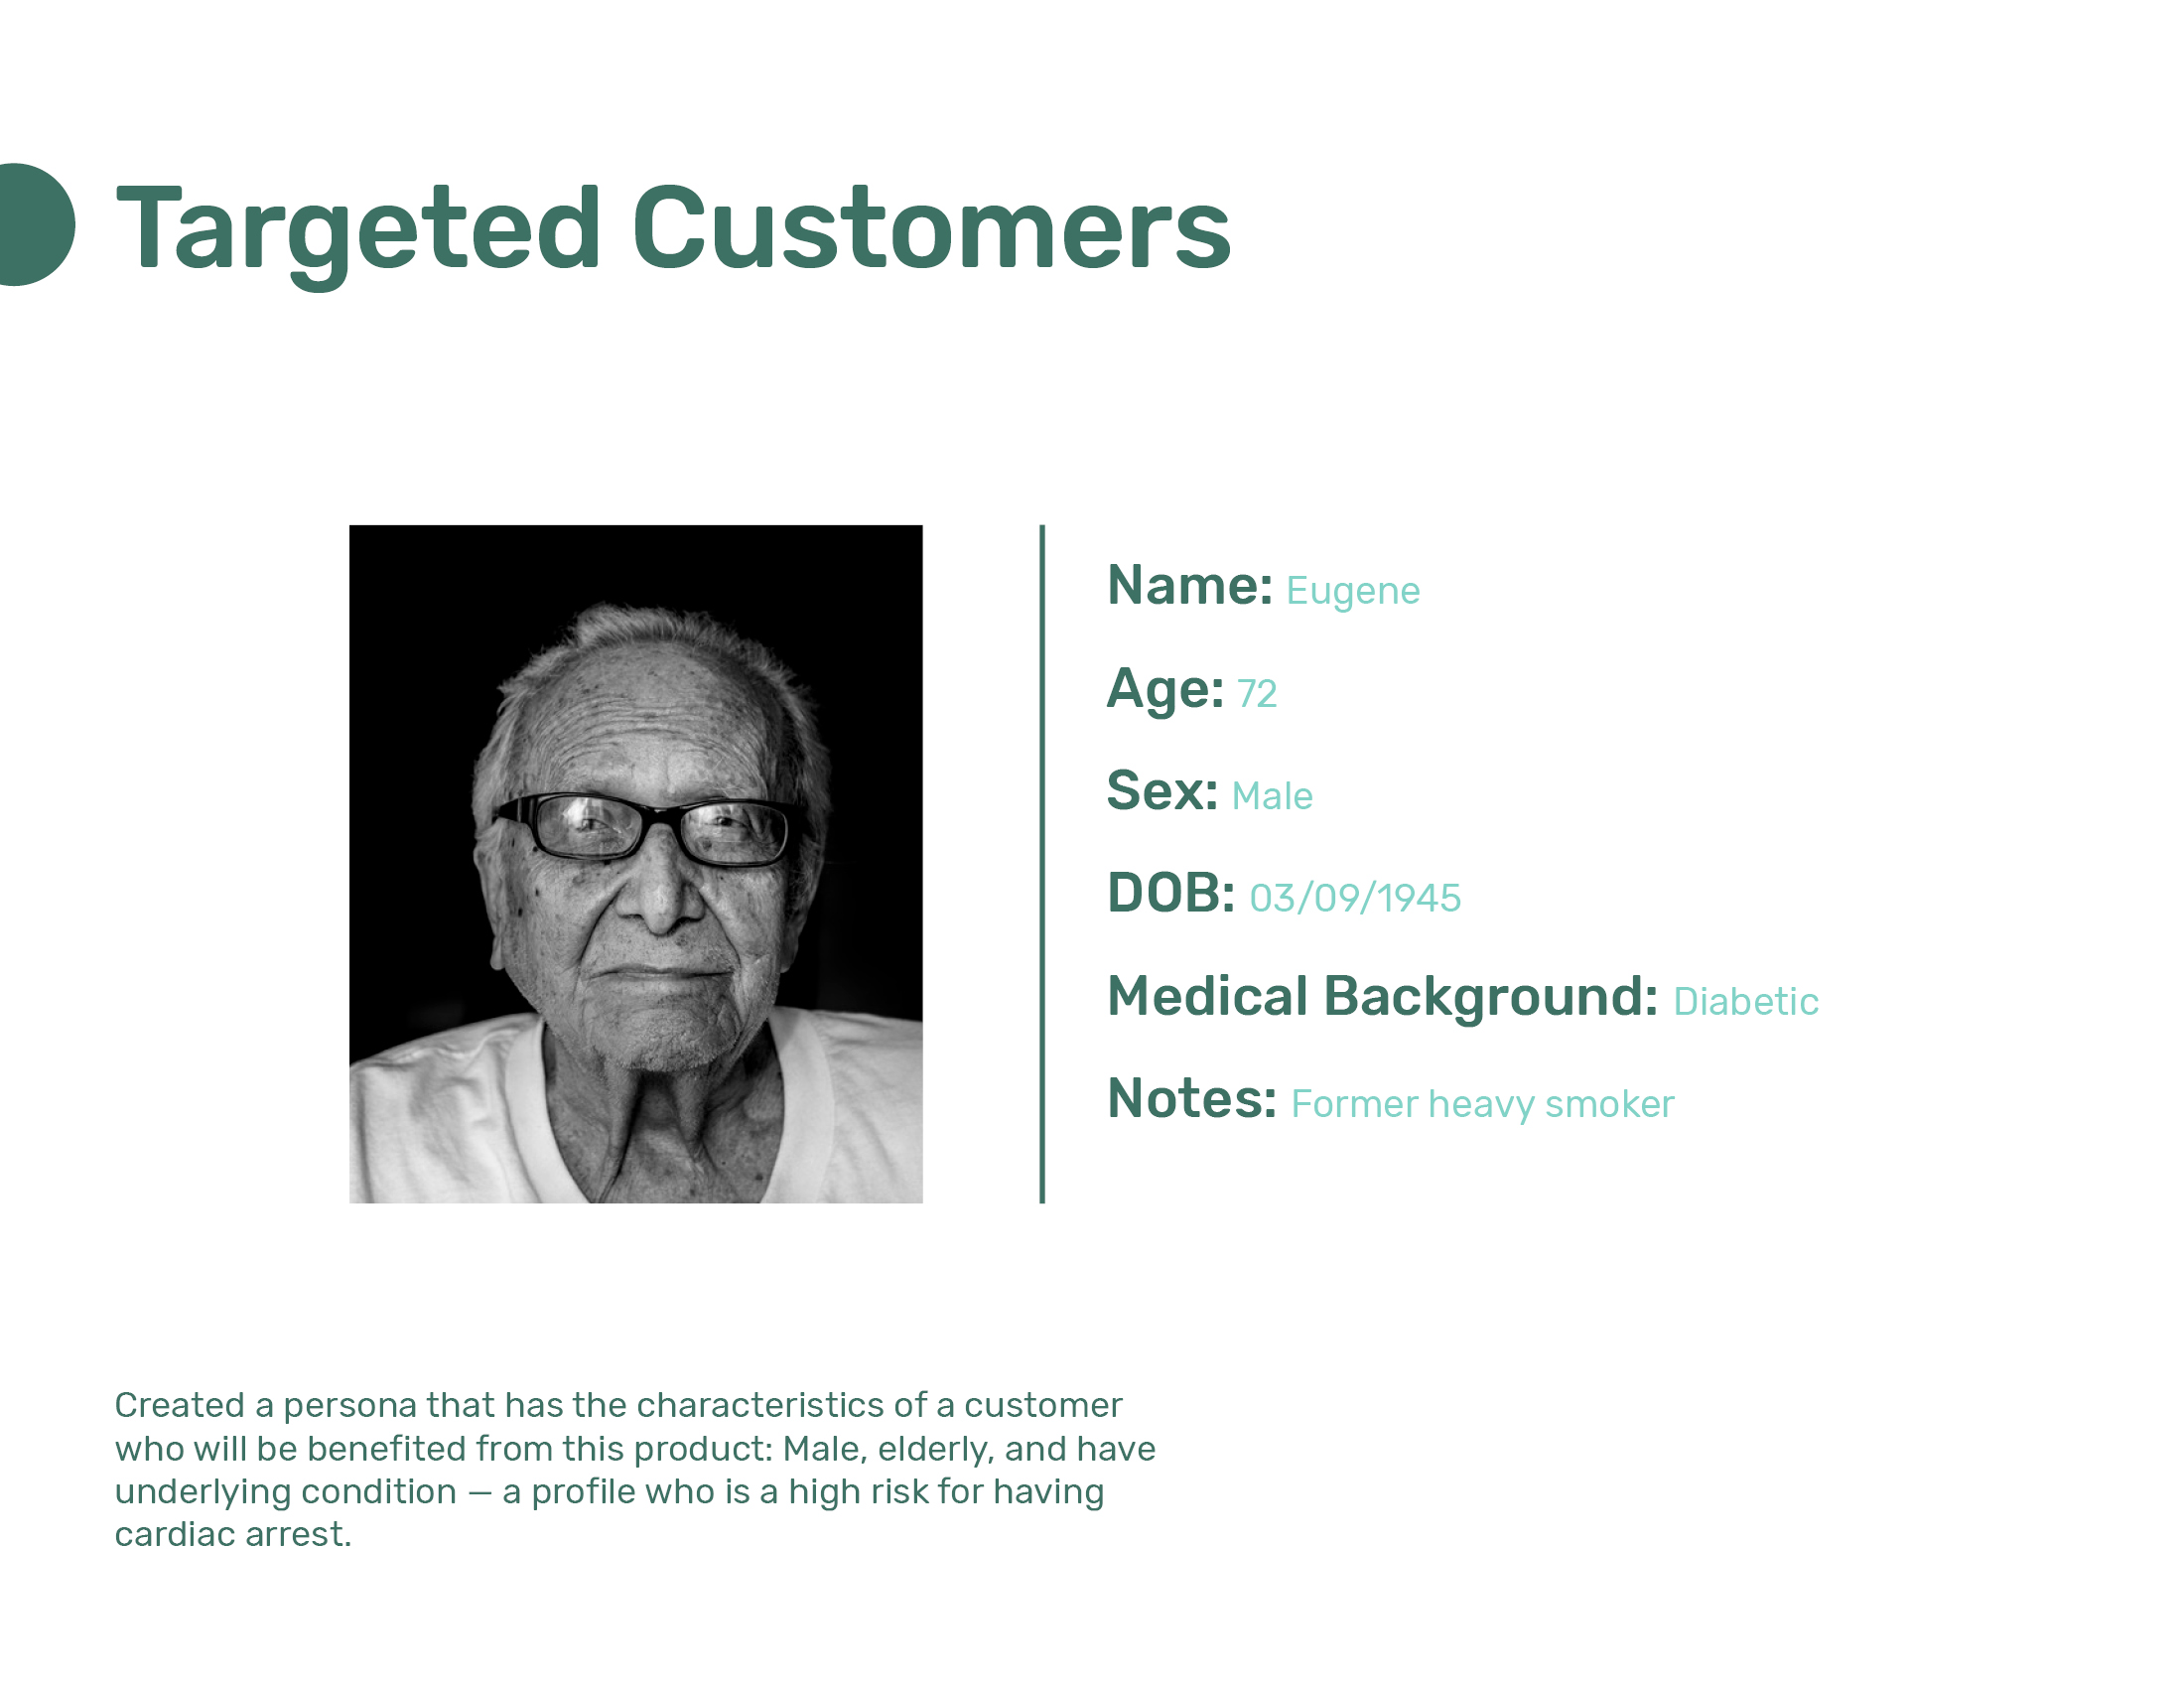 Targeted Customers
Name: Eugene
Age: 72
Sex: Male
DOB: 03/09/1945
Medical Background: Diabetic
Notes: Former heavy smoker
Created a persona that has the characteristics of a customer
who will be benefited from this product: Male, elderly, and have
underlying condition — a profile who is a high risk for having
cardiac arrest.